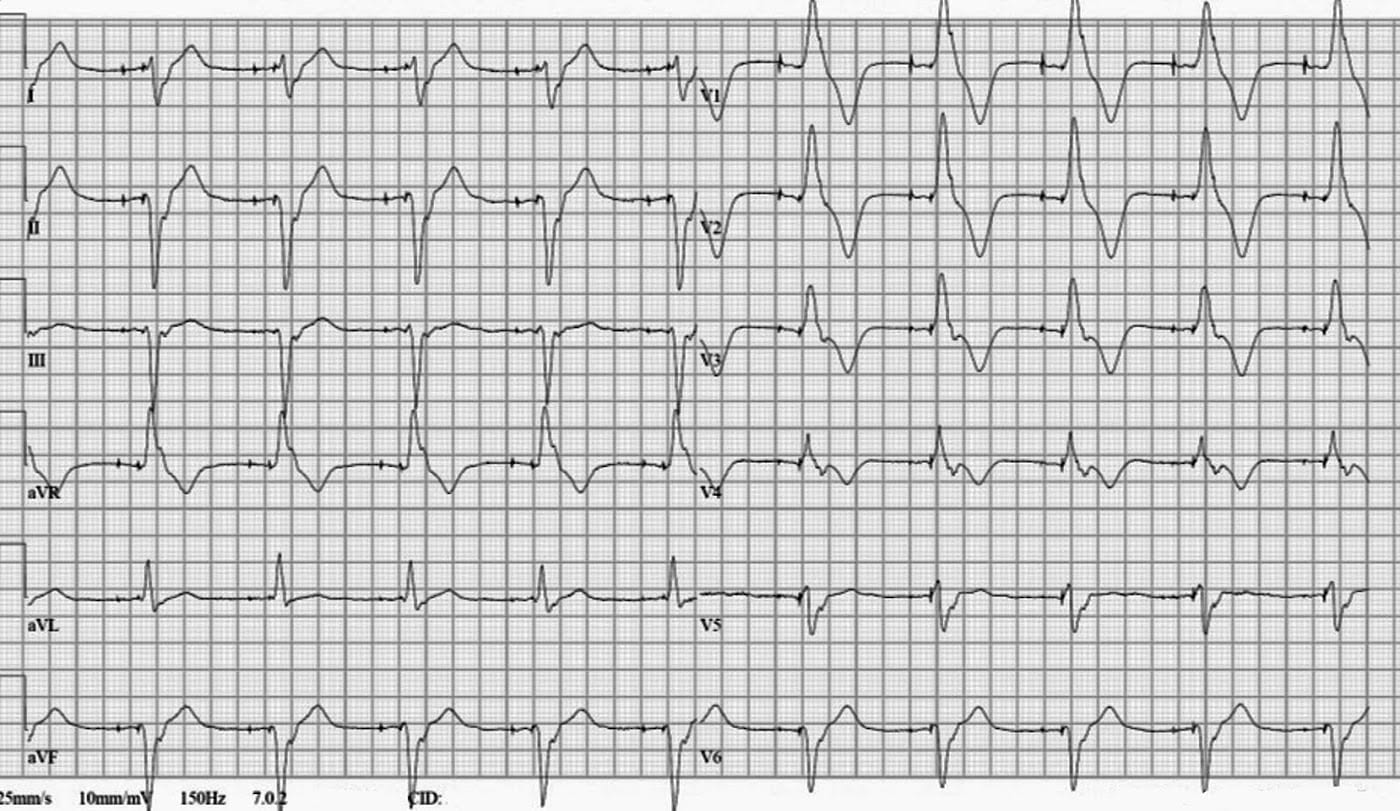 I V1
II V2
III V3
aVR V4
aVL V5
aVF V6
25mm/s 10mm/mV 150Hz 7.0.2 CID: